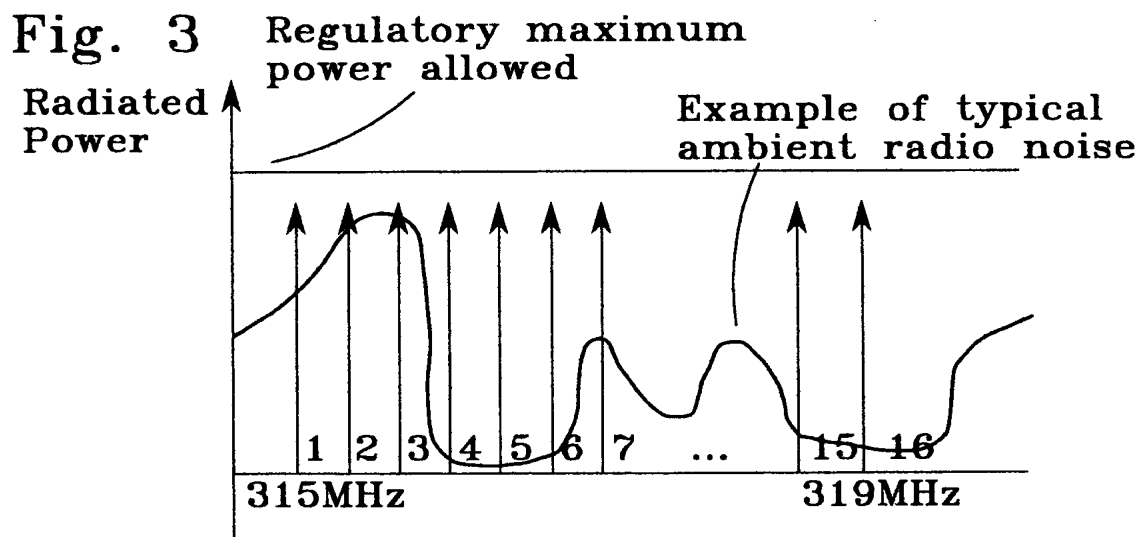 Fig. 3
Regulatory maximum
power allowed
Radiated
Power
Example of typical
ambient radio noise
1 2 3 4 5 6 7 ... 15 16
315MHz 319MHz